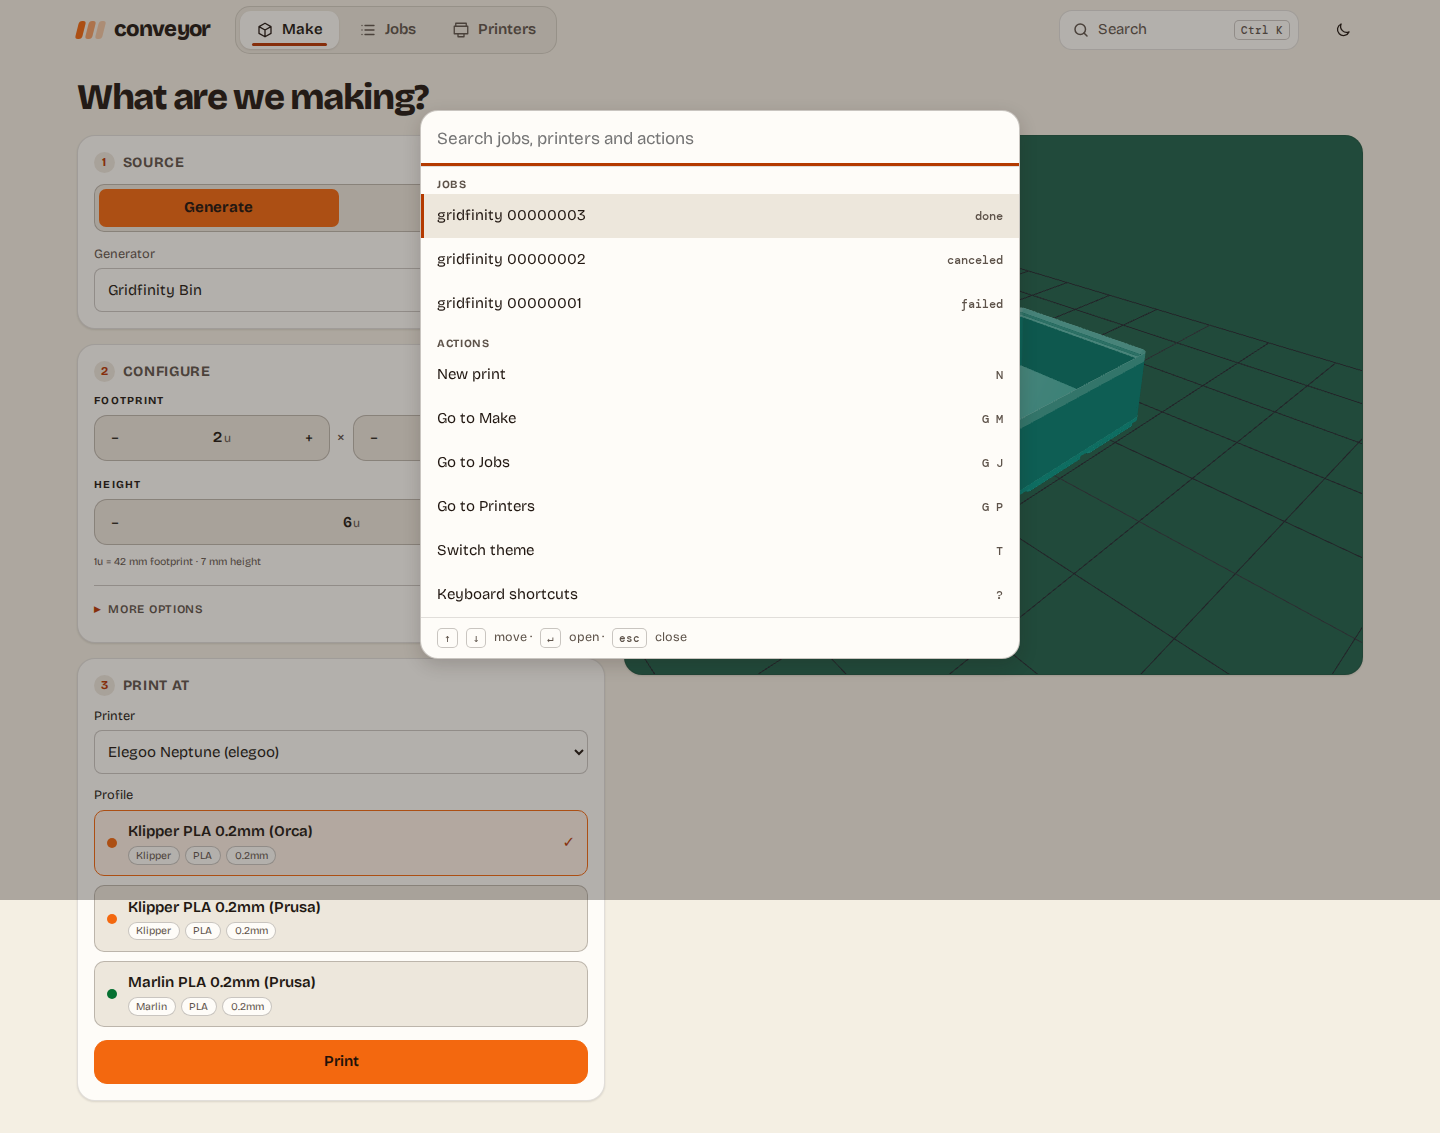 conveyor
Make
Jobs
Printers
Search
Ctrl K
What are we making?
1 SOURCE
Generate
Generator
Gridfinity Bin
2 CONFIGURE
FOOTPRINT
− 2 u + × −
HEIGHT
− 6 u
1u = 42 mm footprint · 7 mm height
▶ MORE OPTIONS
Search jobs, printers and actions
JOBS
gridfinity 00000003 done
gridfinity 00000002 canceled
gridfinity 00000001 failed
ACTIONS
New print N
Go to Make G M
Go to Jobs G J
Go to Printers G P
Switch theme T
Keyboard shortcuts ?
↑ ↓ move · ↵ open · esc close
3 PRINT AT
Printer
Elegoo Neptune (elegoo)
Profile
Klipper PLA 0.2mm (Orca) ✓
Klipper PLA 0.2mm
Klipper PLA 0.2mm (Prusa)
Klipper PLA 0.2mm
Marlin PLA 0.2mm (Prusa)
Marlin PLA 0.2mm
Print